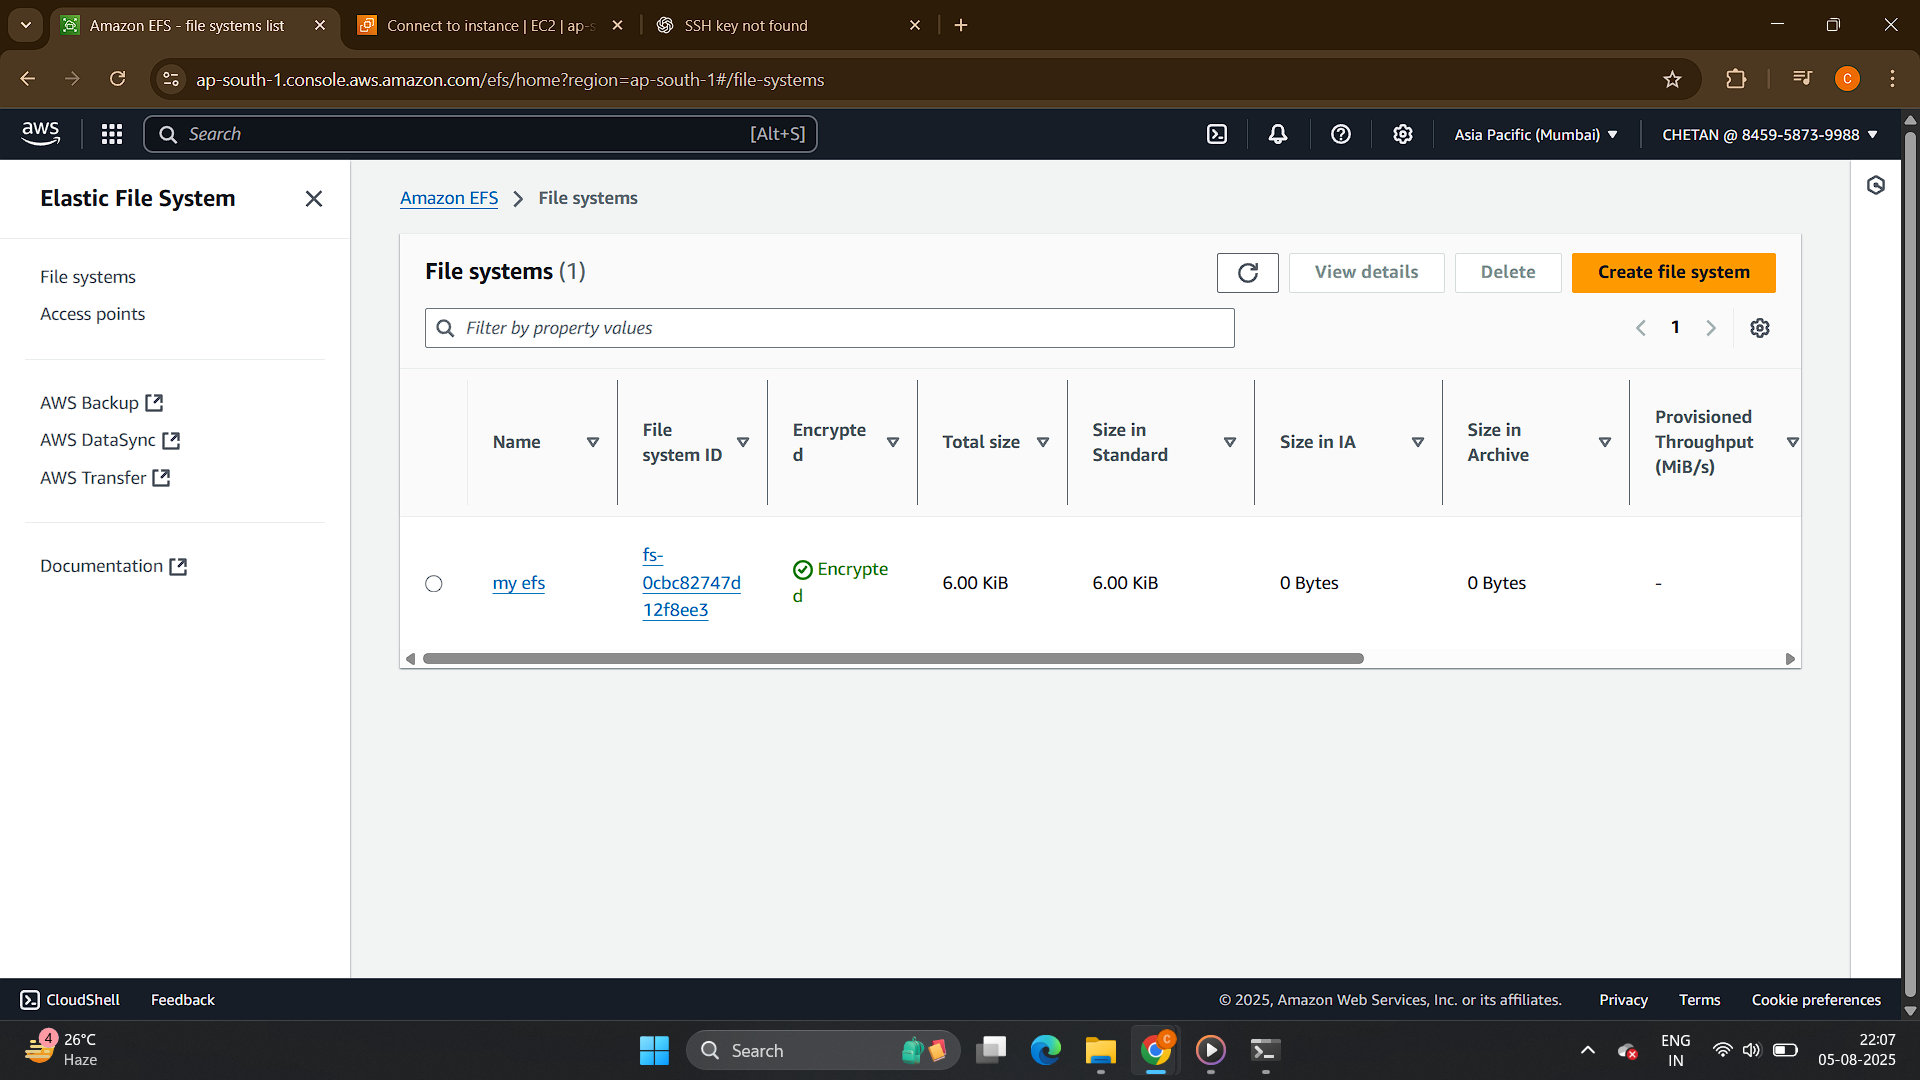 Amazon EFS - file systems list
Connect to instance | EC2 | ap-s
SSH key not found
ap-south-1.console.aws.amazon.com/efs/home?region=ap-south-1#/file-systems
C
aws
Search
[Alt+S]
Asia Pacific (Mumbai)
CHETAN @ 8459-5873-9988
Elastic File System
File systems
Access points
AWS Backup
AWS DataSync
AWS Transfer
Documentation
Amazon EFS
File systems
File systems (1)
View details
Delete
Create file system
Filter by property values
1
Name
File
system ID
Encrypte
d
Total size
Size in
Standard
Size in IA
Size in
Archive
Provisioned
Throughput
(MiB/s)
my efs
fs-
0cbc82747d
12f8ee3
Encrypte
d
6.00 KiB
6.00 KiB
0 Bytes
0 Bytes
-
CloudShell
Feedback
© 2025, Amazon Web Services, Inc. or its affiliates.
Privacy
Terms
Cookie preferences
4
26°C
Haze
Search
C
ENG
IN
22:07
05-08-2025